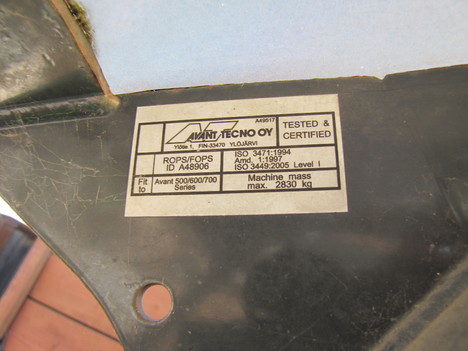 A49517
AVANT TECNO OY
Ylötie 1, FIN-33470 YLÖJÄRVI
TESTED &
CERTIFIED
ROPS/FOPS
ID A48906
ISO 3471:1994
Amd. 1:1997
ISO 3449:2005 Level I
Fit
to
Avant 500/600/700
Series
Machine mass
max. 2830 kg